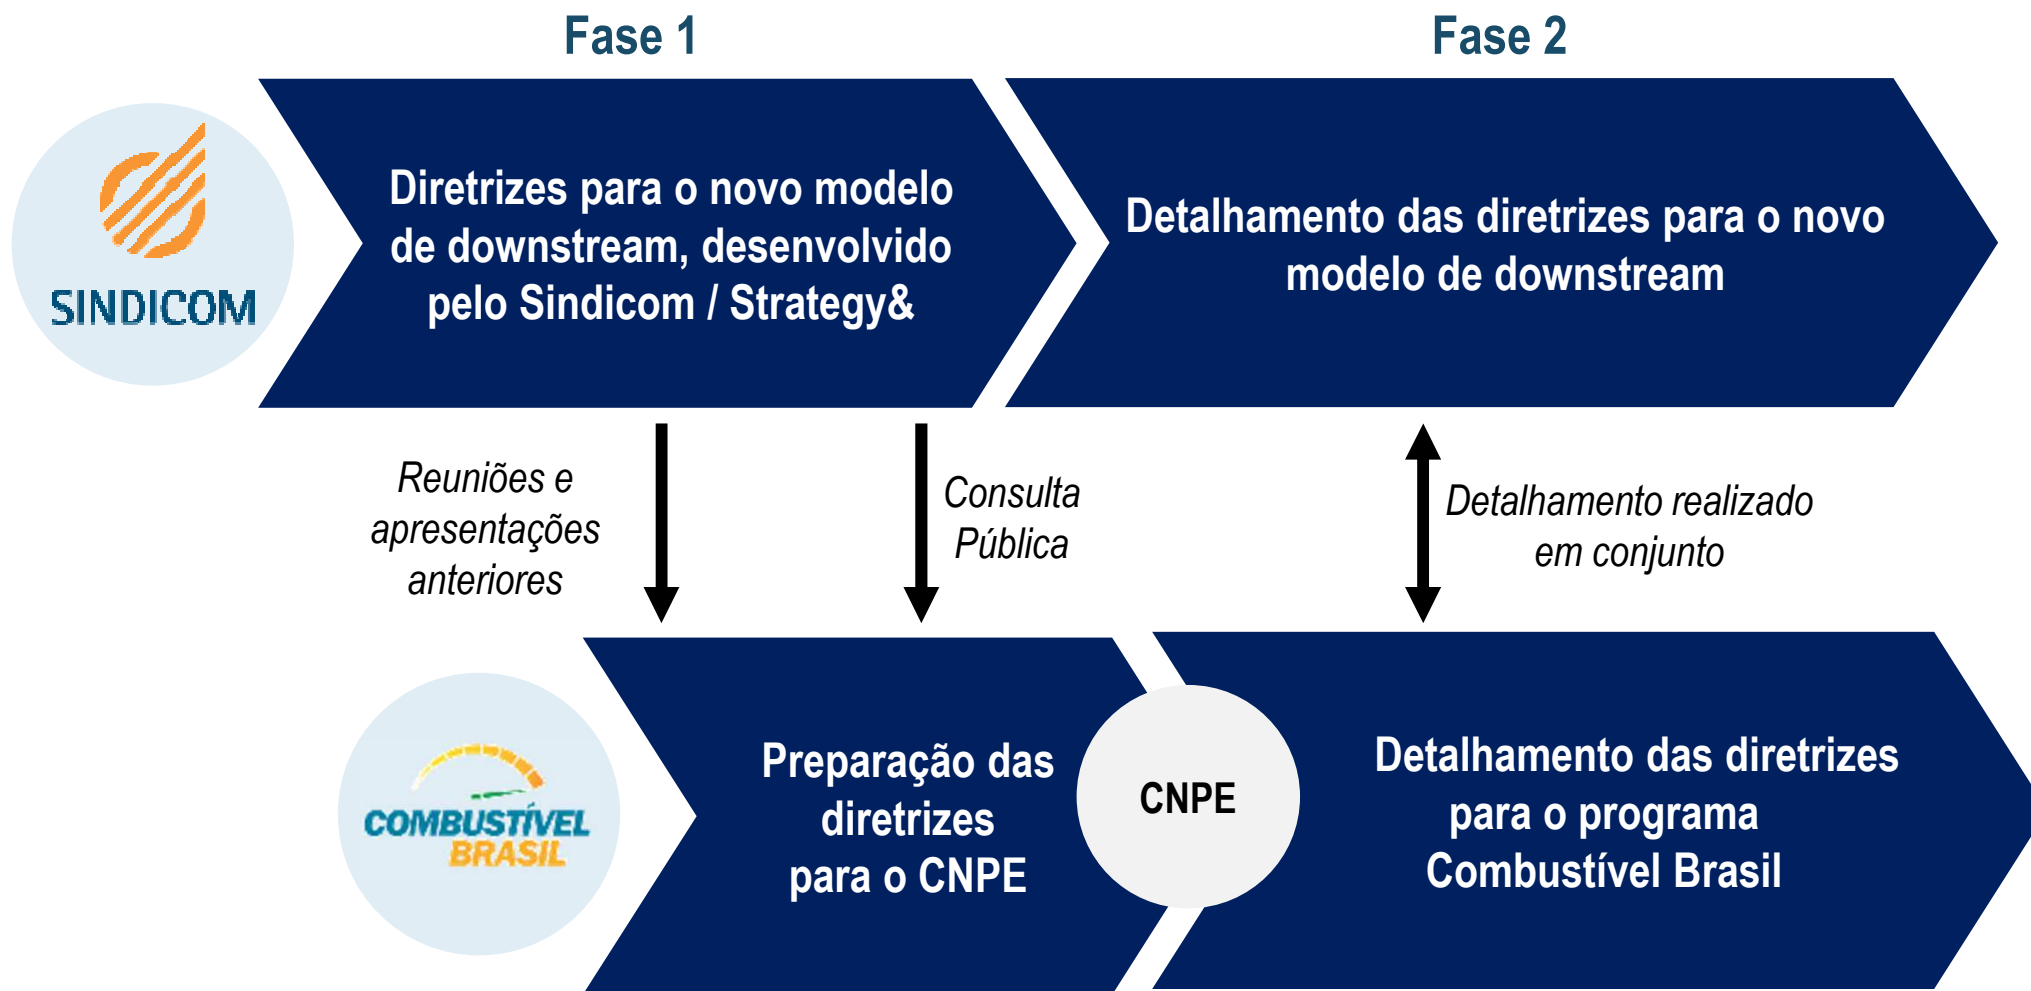 Fase 1
Fase 2
SINDICOM
Diretrizes para o novo modelo
de downstream, desenvolvido
pelo Sindicom / Strategy&
Detalhamento das diretrizes para o novo
modelo de downstream
Reuniões e
apresentações
anteriores
Consulta
Pública
Detalhamento realizado
em conjunto
COMBUSTÍVEL
BRASIL
Preparação das
diretrizes
para o CNPE
CNPE
Detalhamento das diretrizes
para o programa
Combustível Brasil